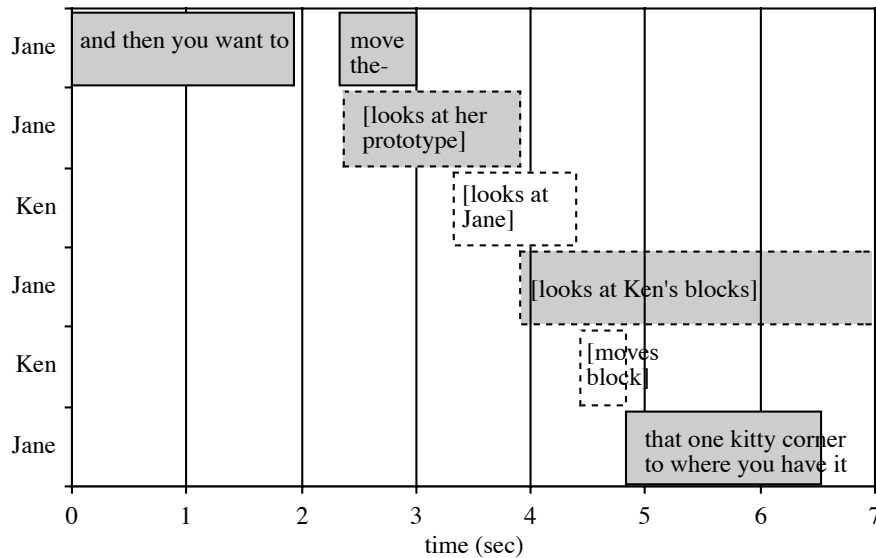 Jane
and then you want to
move
the-
Jane
[looks at her
prototype]
Ken
[looks at
Jane]
Jane
[looks at Ken's blocks]
Ken
[moves
block]
Jane
that one kitty corner
to where you have it
0 1 2 3 4 5 6 7
time (sec)